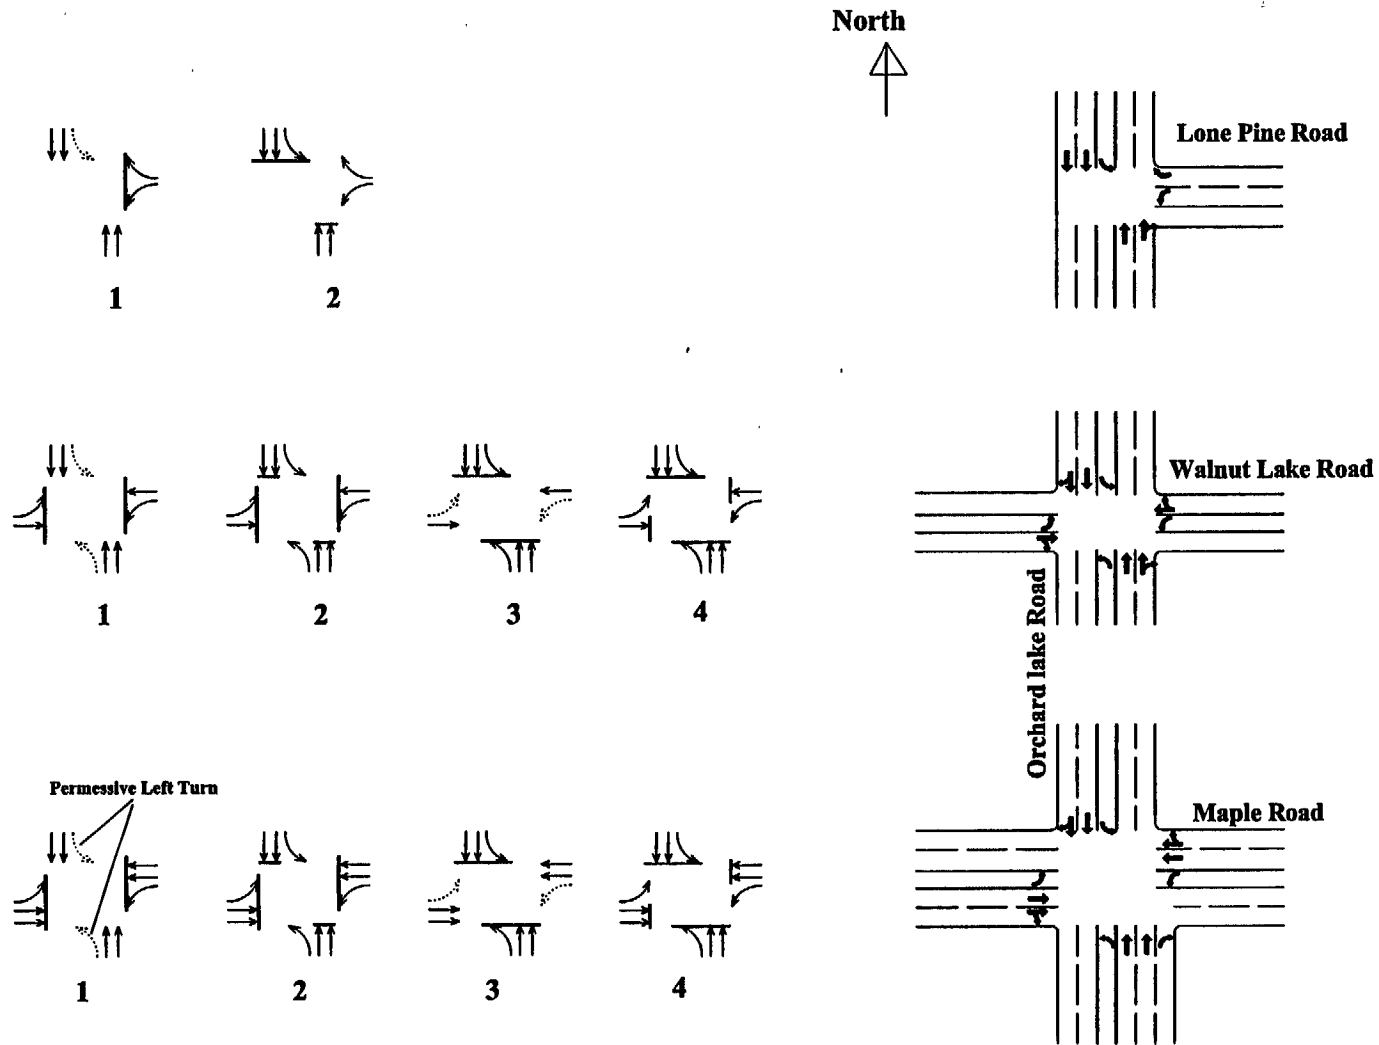 North
Lone Pine Road
1 2
Walnut Lake Road
1 2 3 4
Orchard lake Road
Permessive Left Turn
Maple Road
1 2 3 4